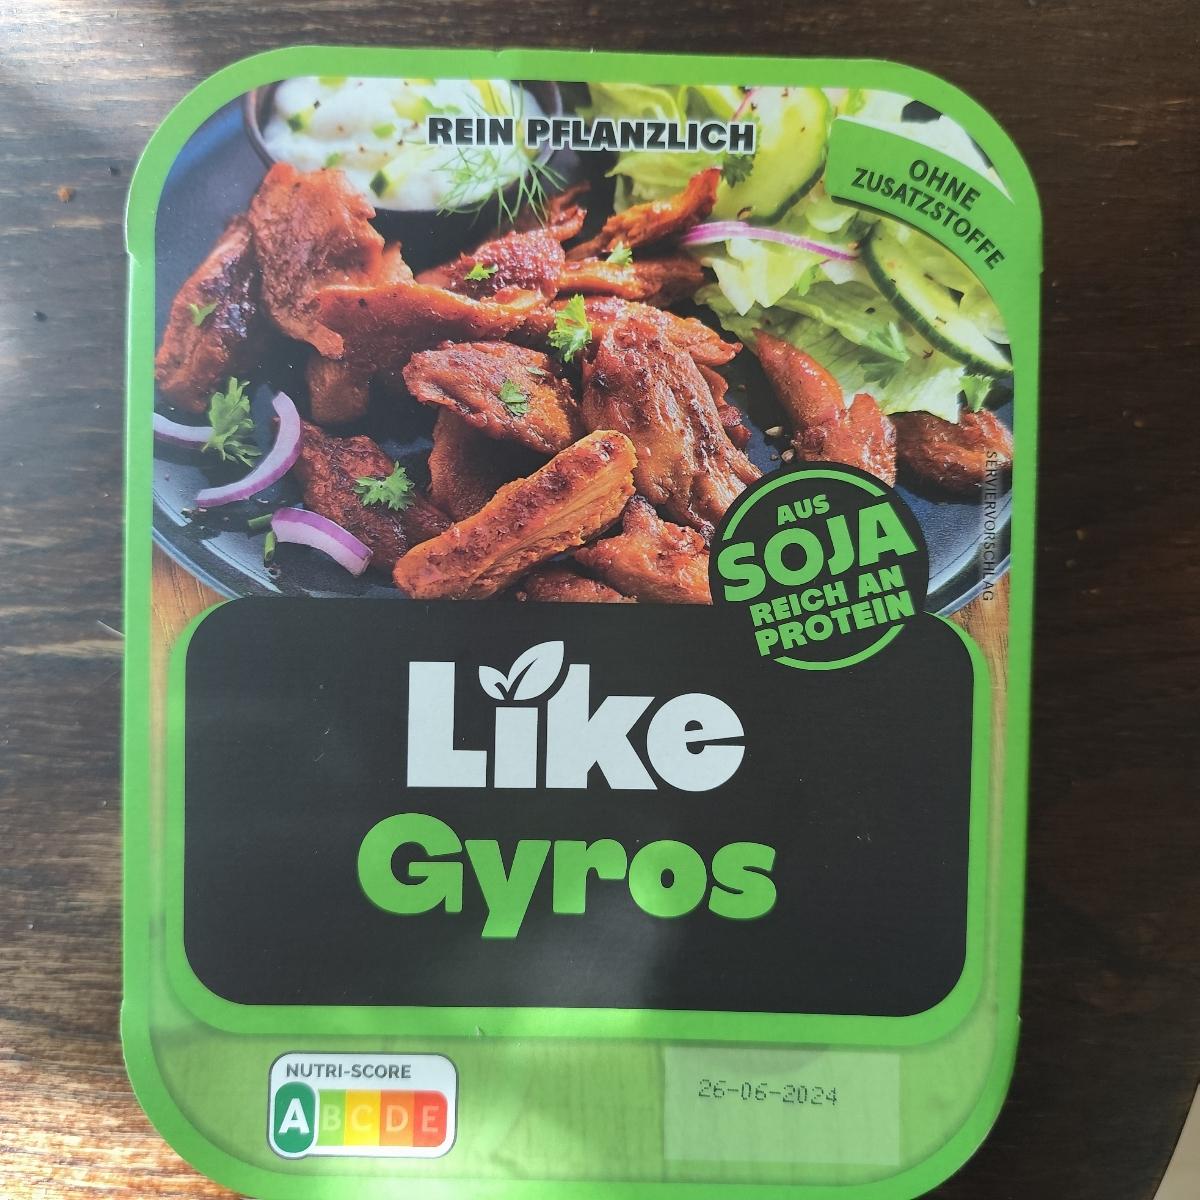 REIN PFLANZLICH
OHNE
ZUSATZSTOFFE
SERVIERVORSCHLAG
AUS
SOJA
REICH AN
PROTEIN
Like
Gyros
NUTRI-SCORE
A B C D E
26-06-2024